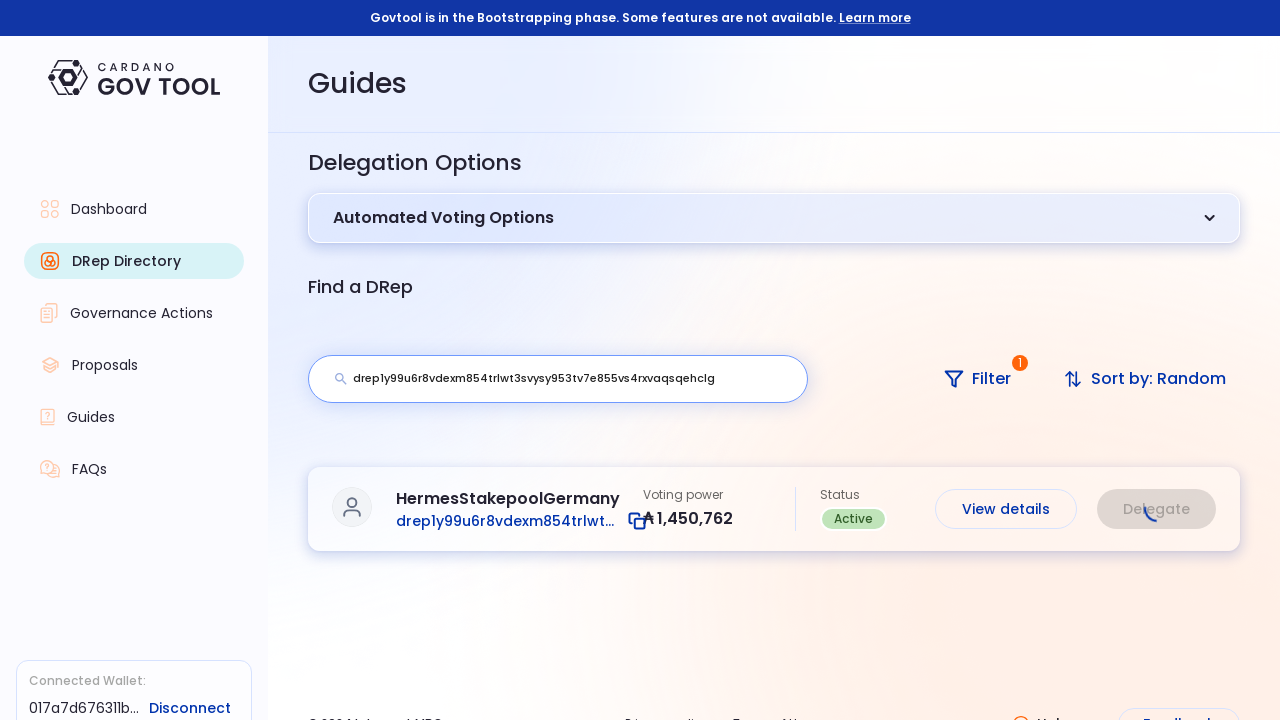 Govtool is in the Bootstrapping phase. Some features are not available. Learn more
CARDANO
GOV TOOL
Guides
Delegation Options
Dashboard
Automated Voting Options
DRep Directory
Find a DRep
Governance Actions
Proposals
drep1y99u6r8vdexm854trlwt3svysy953tv7e855vs4rxvaqsqehclg
Filter
1
Sort by: Random
Guides
FAQs
HermesStakepoolGermany
drep1y99u6r8vdexm854trlwt...
Voting power
₳ 1,450,762
Status
Active
View details
Delegate
Connected Wallet:
017a7d676311b...
Disconnect